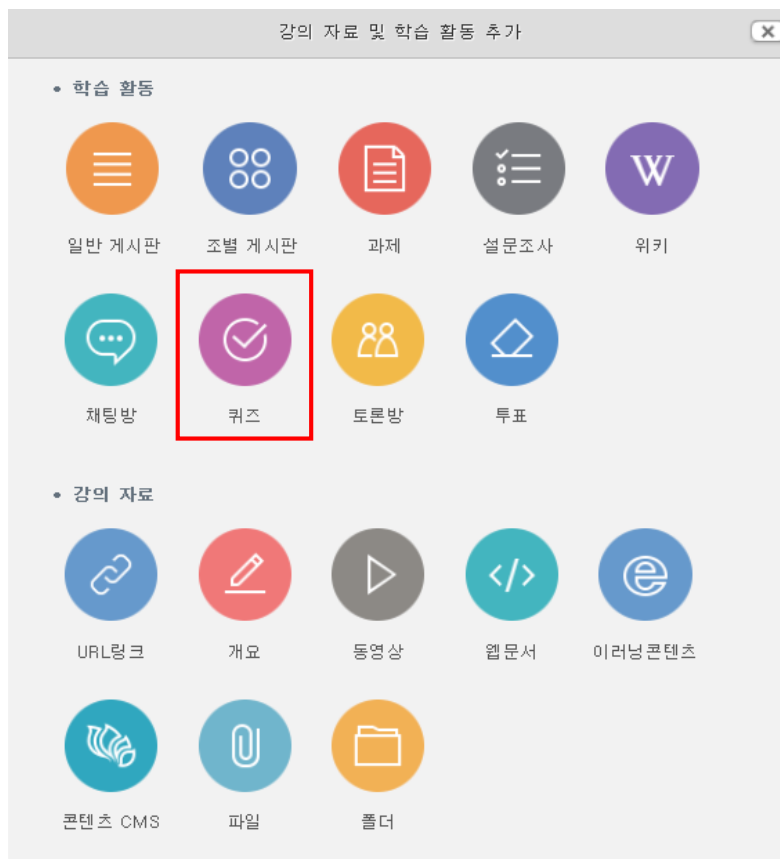 강의 자료 및 학습 활동 추가
• 학습 활동
일반 게시판 조별 게시판 과제 설문조사 위키
채팅방 퀴즈 토론방 투표
• 강의 자료
URL링크 개요 동영상 웹문서 이러닝콘텐츠
콘텐츠 CMS 파일 폴더